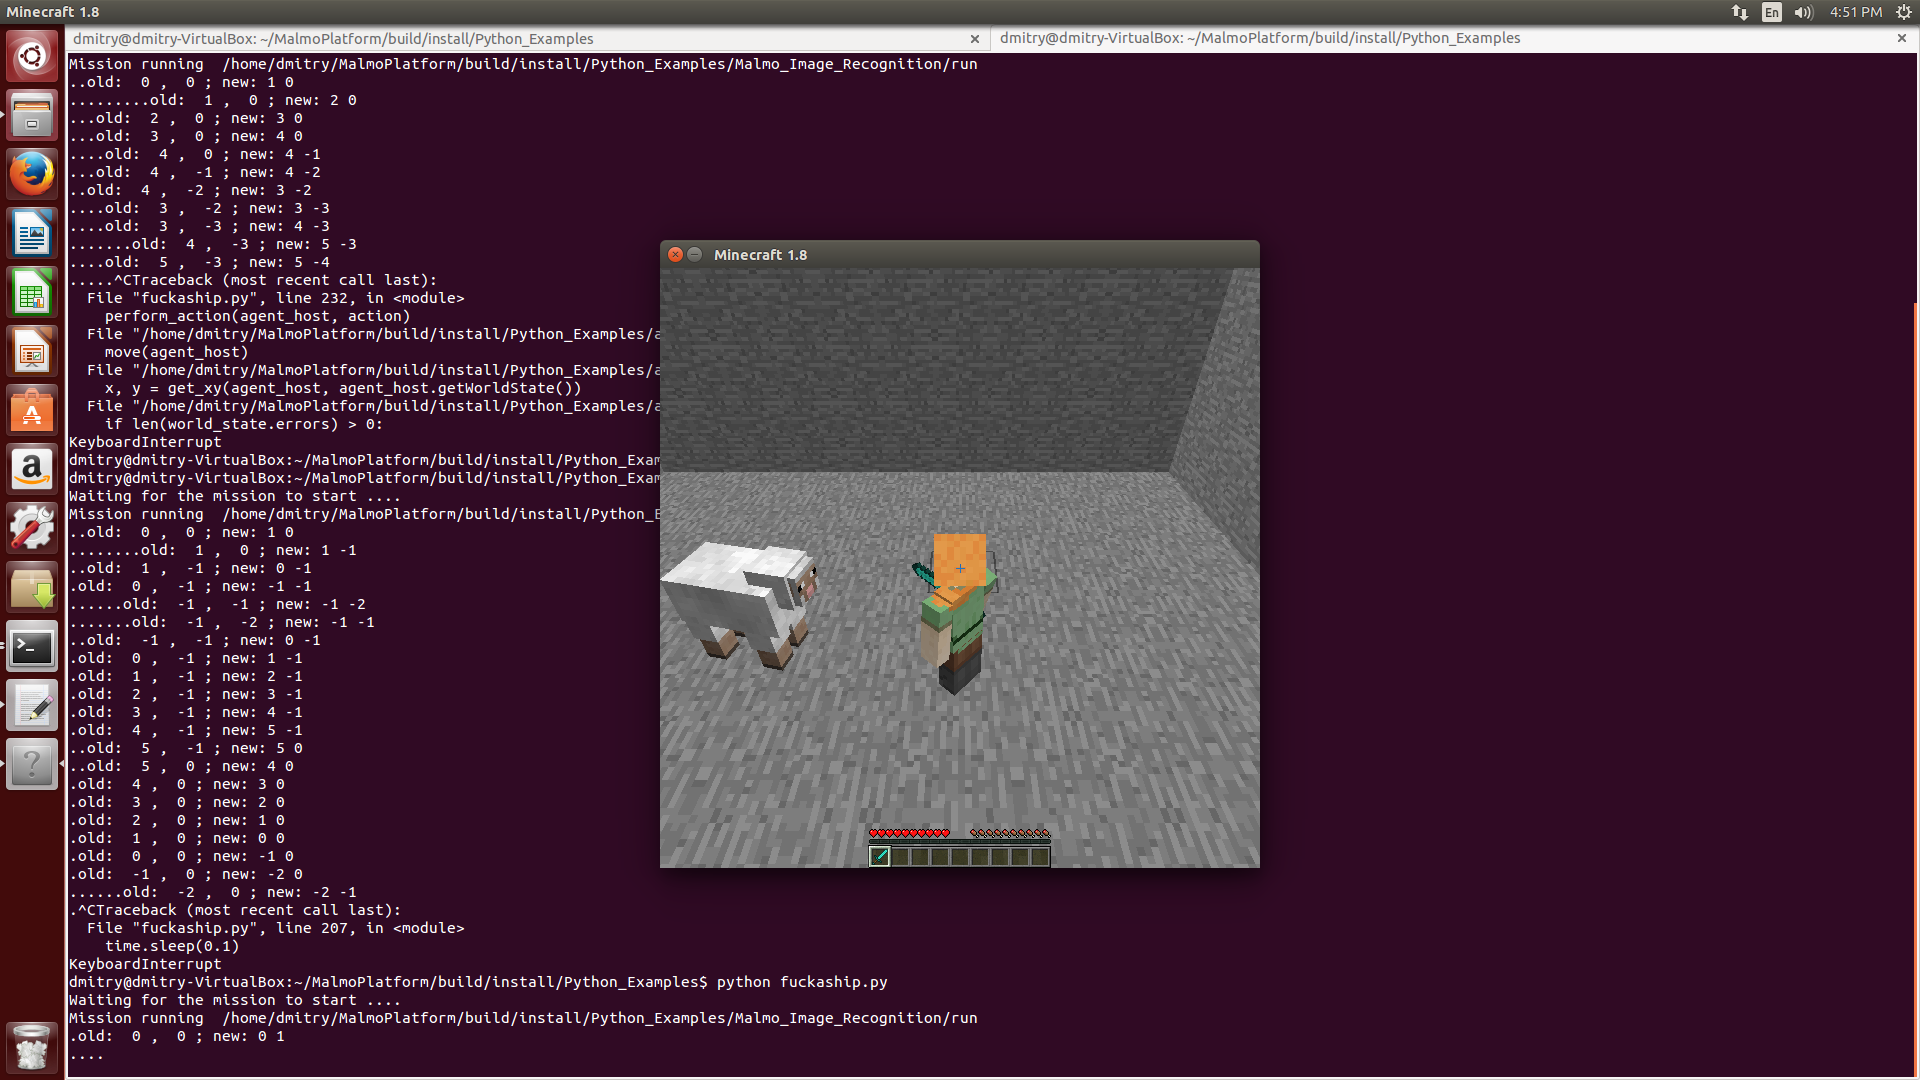 Minecraft 1.8
En
4:51 PM
dmitry@dmitry-VirtualBox: ~/MalmoPlatform/build/install/Python_Examples
dmitry@dmitry-VirtualBox: ~/MalmoPlatform/build/install/Python_Examples
Mission running  /home/dmitry/MalmoPlatform/build/install/Python_Examples/Malmo_Image_Recognition/run
..old:  0 ,  0 ; new: 1 0
.........old:  1 ,  0 ; new: 2 0
...old:  2 ,  0 ; new: 3 0
...old:  3 ,  0 ; new: 4 0
....old:  4 ,  0 ; new: 4 -1
...old:  4 ,  -1 ; new: 4 -2
..old:  4 ,  -2 ; new: 3 -2
....old:  3 ,  -2 ; new: 3 -3
....old:  3 ,  -3 ; new: 4 -3
.......old:  4 ,  -3 ; new: 5 -3
....old:  5 ,  -3 ; new: 5 -4
.....^CTraceback (most recent call last):
  File "fuckaship.py", line 232, in <module>
    perform_action(agent_host, action)
  File "/home/dmitry/MalmoPlatform/build/install/Python_Examples/a
    move(agent_host)
  File "/home/dmitry/MalmoPlatform/build/install/Python_Examples/a
    x, y = get_xy(agent_host, agent_host.getWorldState())
  File "/home/dmitry/MalmoPlatform/build/install/Python_Examples/a
    if len(world_state.errors) > 0:
KeyboardInterrupt
dmitry@dmitry-VirtualBox:~/MalmoPlatform/build/install/Python_Exam
dmitry@dmitry-VirtualBox:~/MalmoPlatform/build/install/Python_Exam
Waiting for the mission to start ....
Mission running  /home/dmitry/MalmoPlatform/build/install/Python_E
..old:  0 ,  0 ; new: 1 0
........old:  1 ,  0 ; new: 1 -1
..old:  1 ,  -1 ; new: 0 -1
.old:  0 ,  -1 ; new: -1 -1
......old:  -1 ,  -1 ; new: -1 -2
.......old:  -1 ,  -2 ; new: -1 -1
..old:  -1 ,  -1 ; new: 0 -1
.old:  0 ,  -1 ; new: 1 -1
.old:  1 ,  -1 ; new: 2 -1
.old:  2 ,  -1 ; new: 3 -1
.old:  3 ,  -1 ; new: 4 -1
.old:  4 ,  -1 ; new: 5 -1
..old:  5 ,  -1 ; new: 5 0
..old:  5 ,  0 ; new: 4 0
.old:  4 ,  0 ; new: 3 0
.old:  3 ,  0 ; new: 2 0
.old:  2 ,  0 ; new: 1 0
.old:  1 ,  0 ; new: 0 0
.old:  0 ,  0 ; new: -1 0
.old:  -1 ,  0 ; new: -2 0
......old:  -2 ,  0 ; new: -2 -1
.^CTraceback (most recent call last):
  File "fuckaship.py", line 207, in <module>
    time.sleep(0.1)
KeyboardInterrupt
dmitry@dmitry-VirtualBox:~/MalmoPlatform/build/install/Python_Examples$ python fuckaship.py
Waiting for the mission to start ....
Mission running  /home/dmitry/MalmoPlatform/build/install/Python_Examples/Malmo_Image_Recognition/run
.old:  0 ,  0 ; new: 0 1
....
Minecraft 1.8